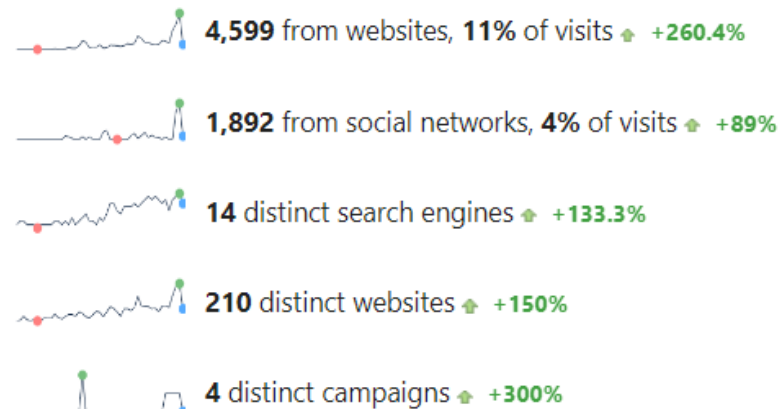 4,599 from websites, 11% of visits +260.4%
1,892 from social networks, 4% of visits +89%
14 distinct search engines +133.3%
210 distinct websites +150%
4 distinct campaigns +300%